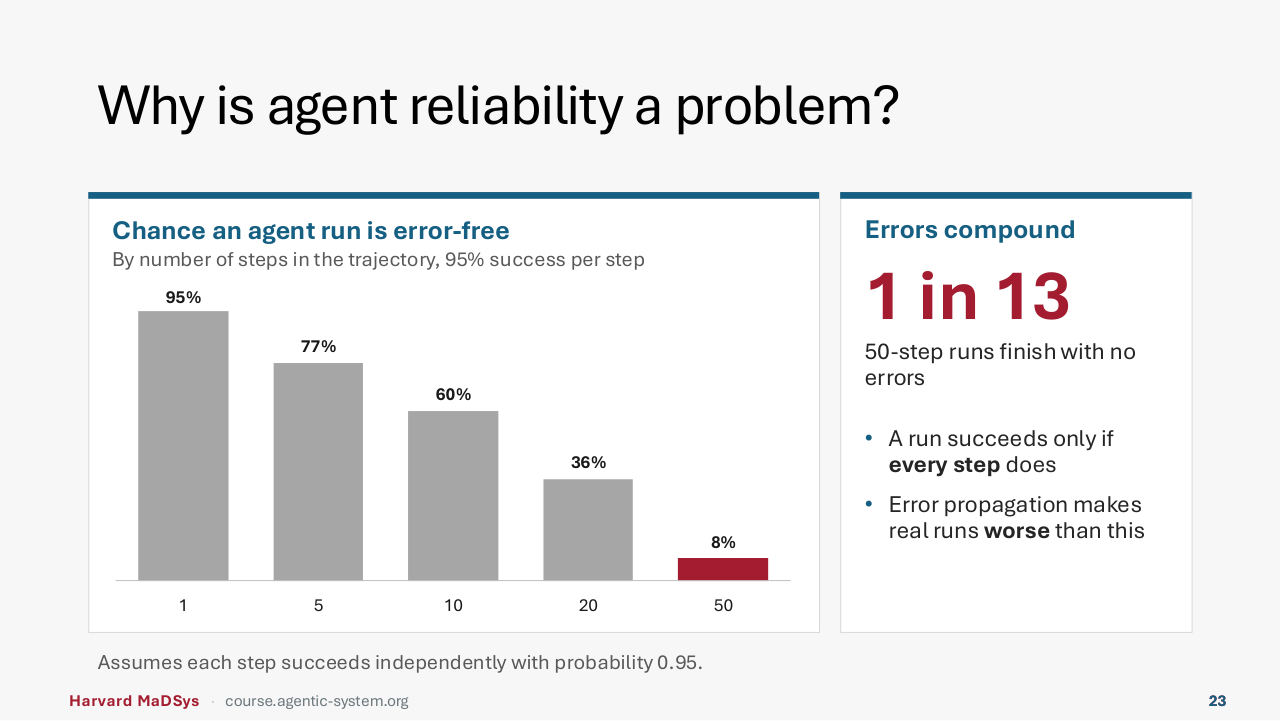 Why is agent reliability a problem?
Chance an agent run is error-free
By number of steps in the trajectory, 95% success per step
95%
77%
60%
36%
8%
1
5
10
20
50
Errors compound
1 in 13
50-step runs finish with no
errors
• A run succeeds only if
every step does
• Error propagation makes
real runs worse than this
Assumes each step succeeds independently with probability 0.95.
Harvard MaDSys · course.agentic-system.org
23